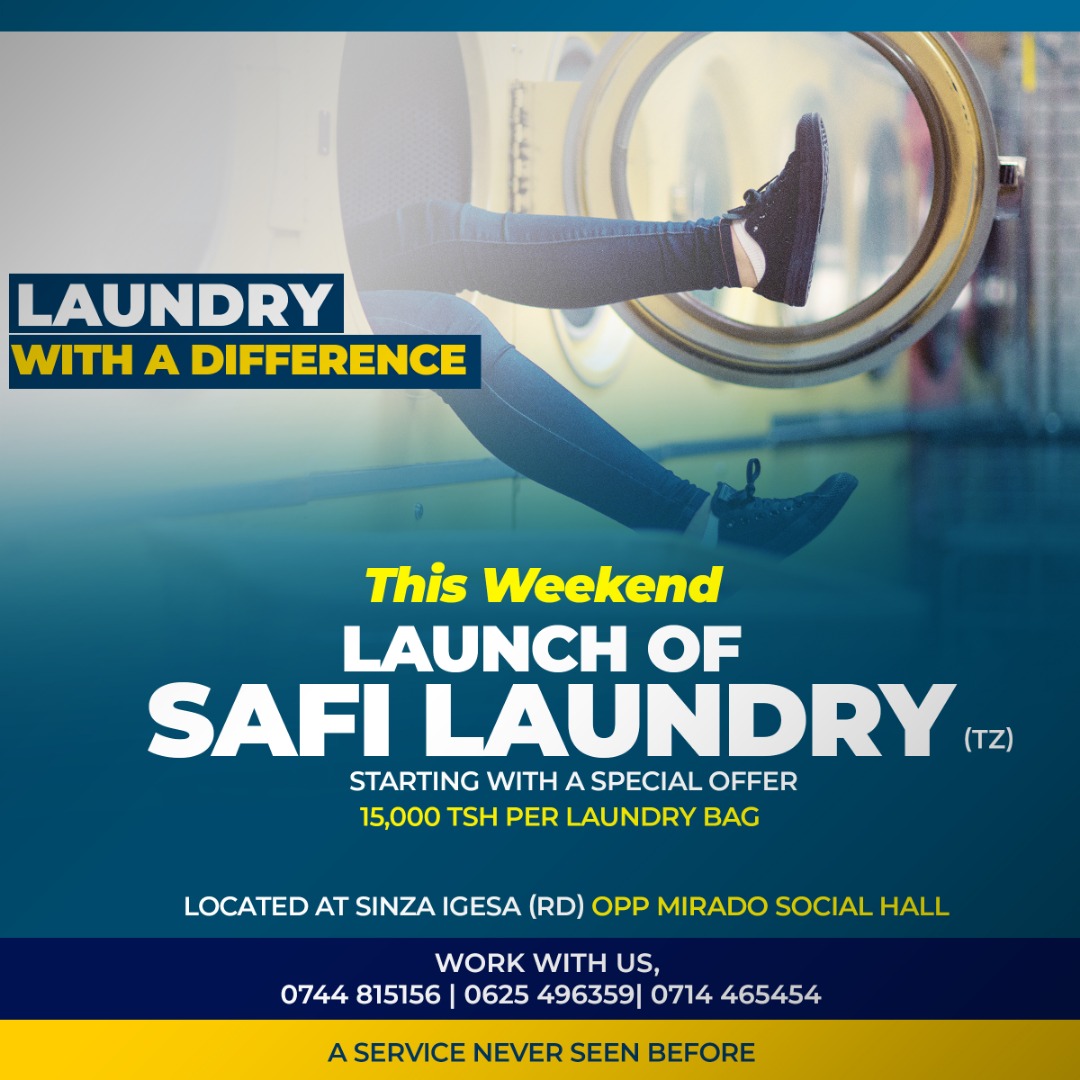 LAUNDRY
WITH A DIFFERENCE
This Weekend
LAUNCH OF
SAFI LAUNDRY (TZ)
STARTING WITH A SPECIAL OFFER
15,000 TSH PER LAUNDRY BAG
LOCATED AT SINZA IGESA (RD) OPP MIRADO SOCIAL HALL
WORK WITH US,
0744 815156 | 0625 496359| 0714 465454
A SERVICE NEVER SEEN BEFORE